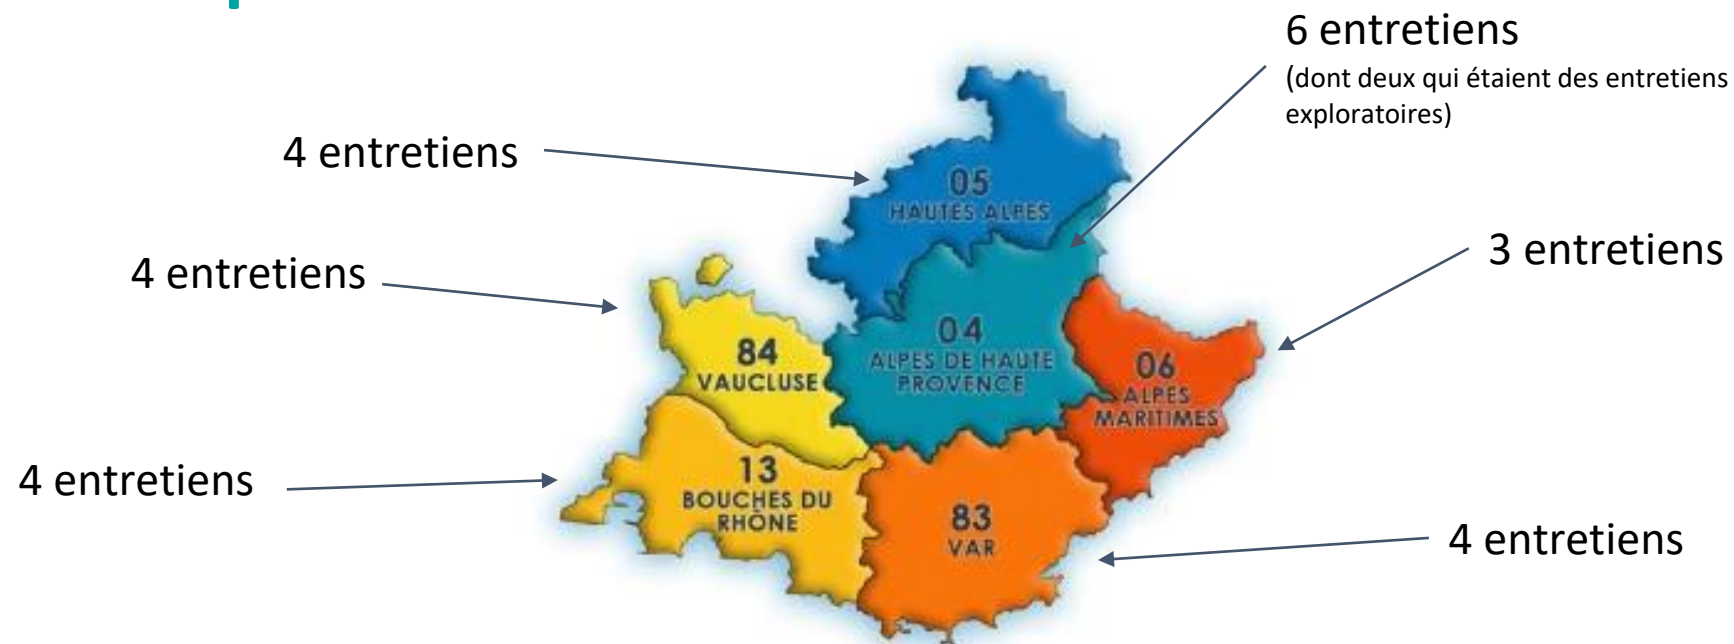 6 entretiens
(dont deux qui étaient des entretiens
exploratoires)
4 entretiens
05
HAUTES ALPES
4 entretiens
3 entretiens
04
ALPES DE HAUTE
PROVENCE
84
VAUCLUSE
06
ALPES
MARITIMES
4 entretiens
13
BOUCHES DU
RHÔNE
83
VAR
4 entretiens